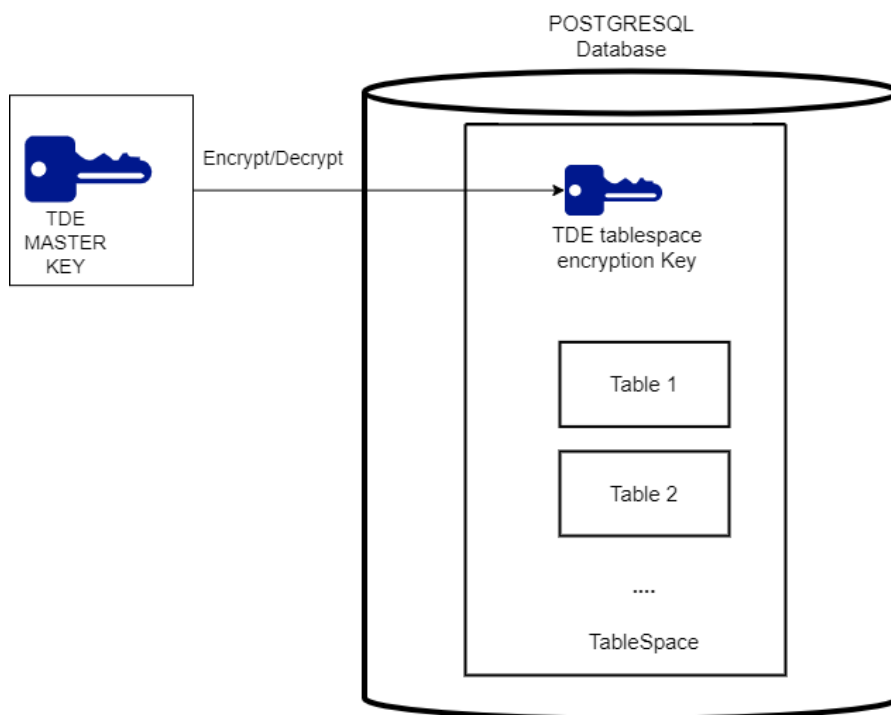 POSTGRESQL
Database
Encrypt/Decrypt
TDE
MASTER
KEY
TDE tablespace
encryption Key
Table 1
Table 2
....
TableSpace